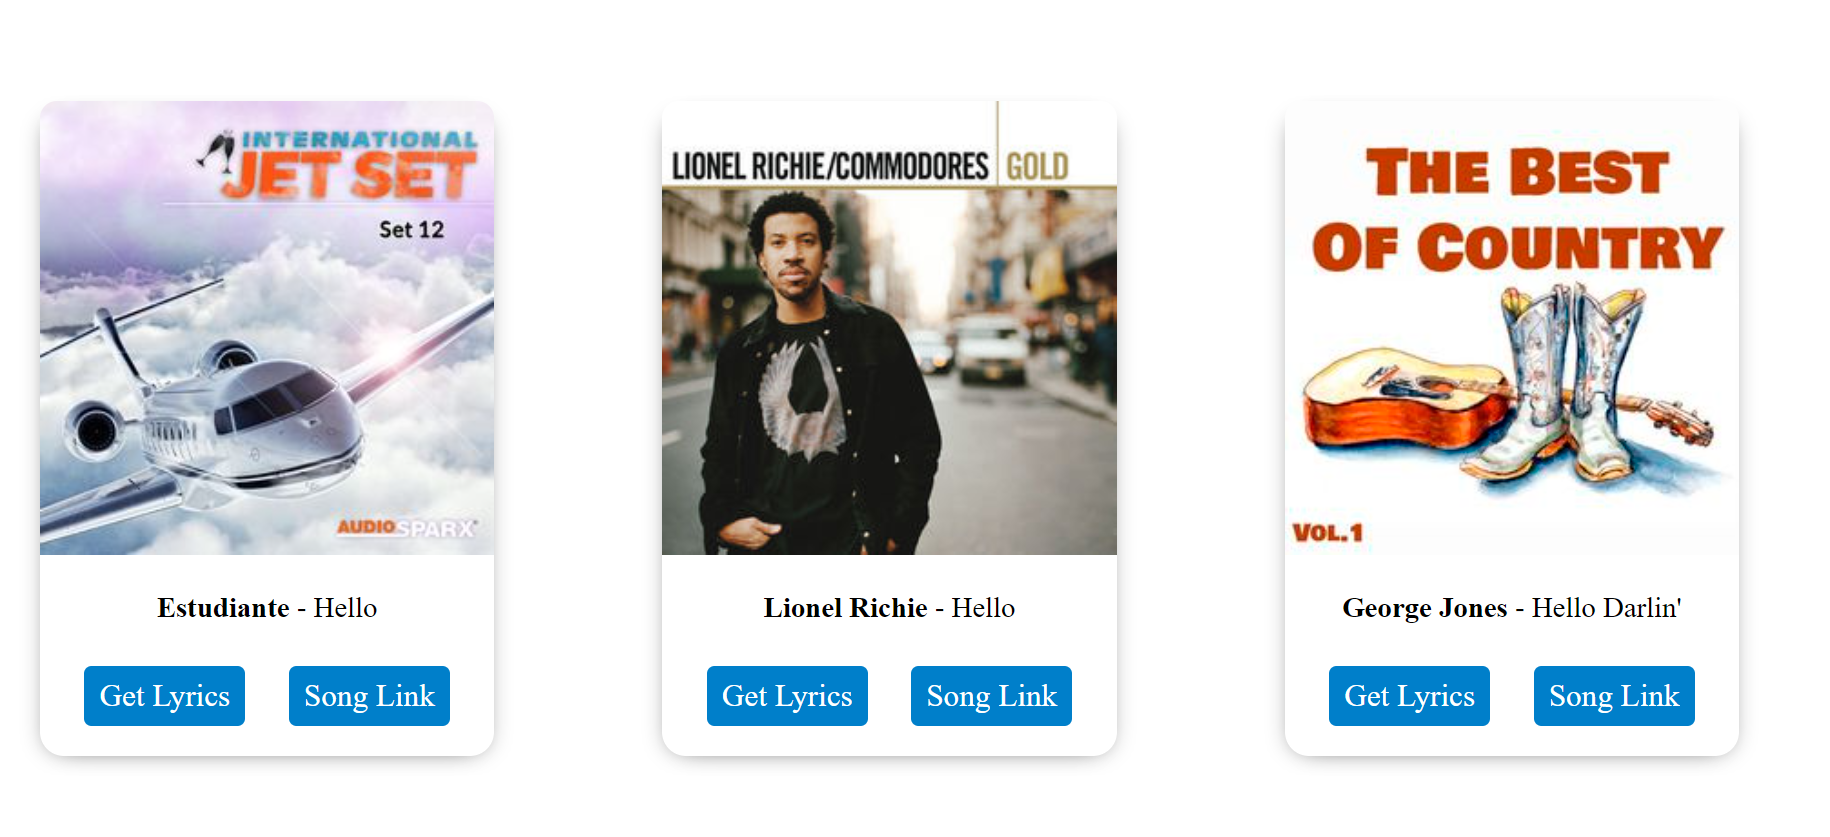 INTERNATIONAL
JET SET
Set 12
AUDIOSPARX
Estudiante - Hello
Get Lyrics
Song Link
LIONEL RICHIE/COMMODORES GOLD
Lionel Richie - Hello
Get Lyrics
Song Link
THE BEST
OF COUNTRY
VOL.1
George Jones - Hello Darlin'
Get Lyrics
Song Link